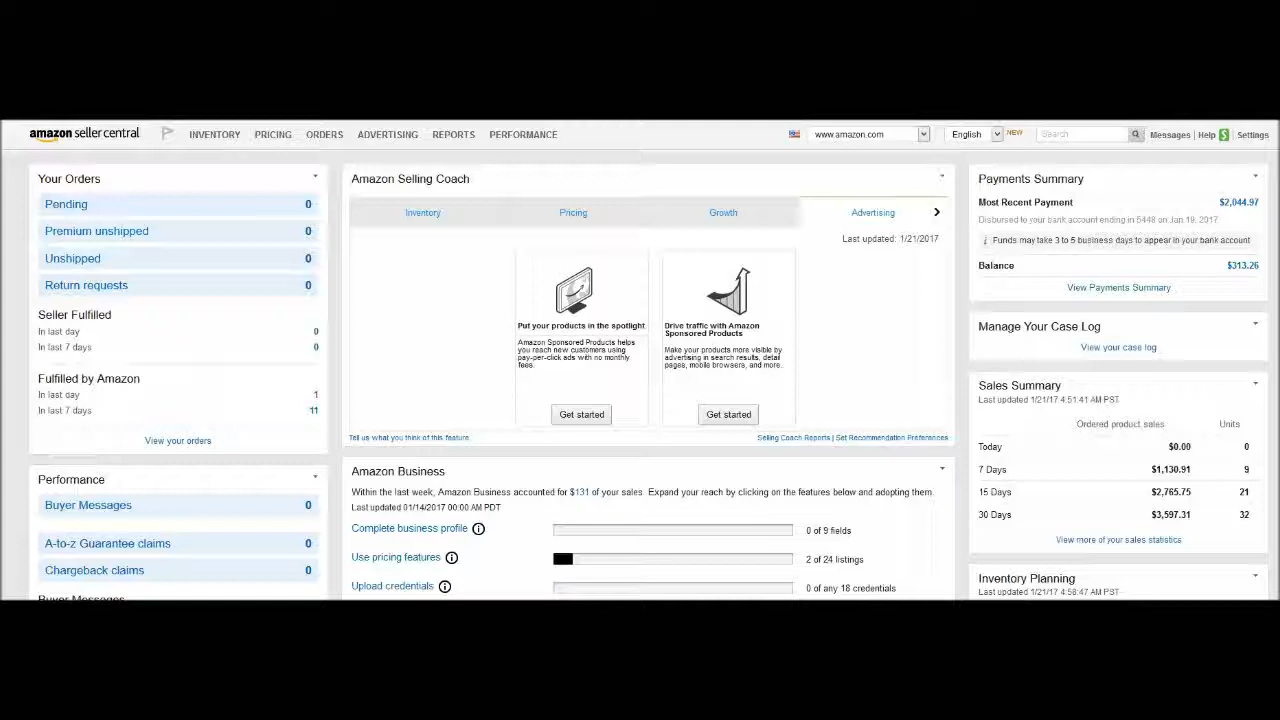 amazon seller central INVENTORY PRICING ORDERS ADVERTISING REPORTS PERFORMANCE www.amazon.com English NEW Search Messages | Help S Settings
Your Orders
Pending 0
Premium unshipped 0
Unshipped 0
Return requests 0
Seller Fulfilled
In last day 0
In last 7 days 0
Fulfilled by Amazon
In last day 1
In last 7 days 11
View your orders
Performance
Buyer Messages 0
A-to-z Guarantee claims 0
Chargeback claims 0
Buyer Messages
Amazon Selling Coach
Inventory Pricing Growth Advertising
Last updated: 1/21/2017
Put your products in the spotlight
Amazon Sponsored Products helps
you reach new customers using
pay-per-click ads with no monthly
fees.
Get started
Drive traffic with Amazon
Sponsored Products
Make your products more visible by
advertising in search results, detail
pages, mobile browsers, and more.
Get started
Tell us what you think of this feature Selling Coach Reports | Set Recommendation Preferences
Amazon Business
Within the last week, Amazon Business accounted for $131 of your sales. Expand your reach by clicking on the features below and adopting them.
Last updated 01/14/2017 00:00 AM PDT
Complete business profile 0 of 9 fields
Use pricing features 2 of 24 listings
Upload credentials 0 of any 18 credentials
Payments Summary
Most Recent Payment $2,044.97
Disbursed to your bank account ending in 5448 on Jan 19, 2017
Funds may take 3 to 5 business days to appear in your bank account
Balance $313.26
View Payments Summary
Manage Your Case Log
View your case log
Sales Summary
Last updated 1/21/17 4:51:41 AM PST
Ordered product sales Units
Today $0.00 0
7 Days $1,130.91 9
15 Days $2,765.75 21
30 Days $3,597.31 32
View more of your sales statistics
Inventory Planning
Last updated 1/21/17 4:58:47 AM PST